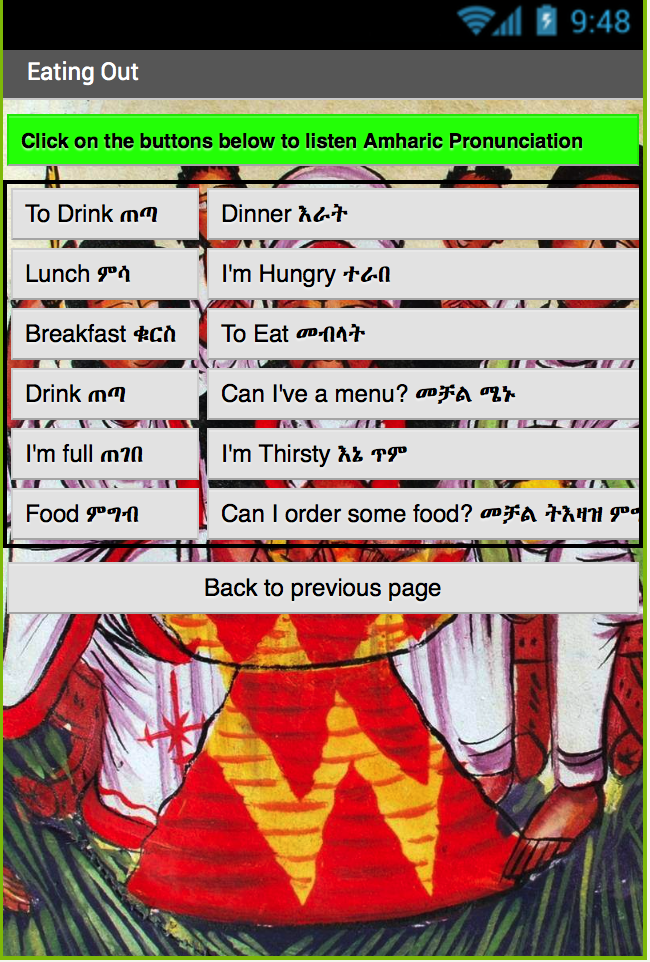 9:48
Eating Out
Click on the buttons below to listen Amharic Pronunciation
To Drink ጠጣ
Dinner እራት
Lunch ምሳ
I'm Hungry ተራበ
Breakfast ቁርስ
To Eat መብላት
Drink ጠጣ
Can I've a menu? መቻል ሜኑ
I'm full ጠገበ
I'm Thirsty እኔ ጥም
Food ምግብ
Can I order some food? መቻል ትእዛዝ
Back to previous page